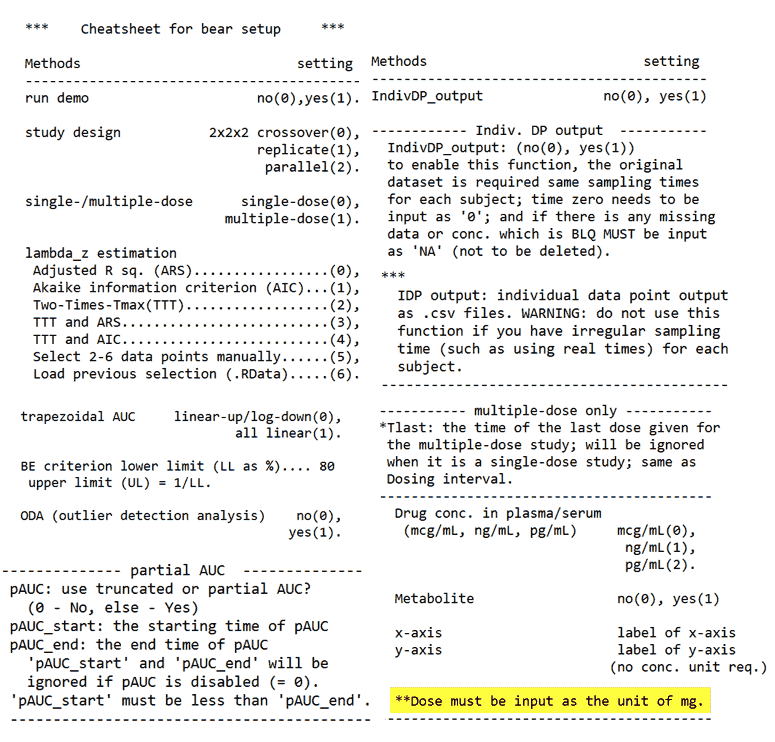 ***    Cheatsheet for bear setup     ***
Methods                          setting
-----------------------------------------
run demo                     no(0),yes(1).
study design           2x2x2 crossover(0),
replicate(1),
parallel(2).
single-/multiple-dose      single-dose(0),
multiple-dose(1).
lambda_z estimation
Adjusted R sq. (ARS).................(0),
Akaike information criterion (AIC)...(1),
Two-Times-Tmax(TTT)..................(2),
TTT and ARS..........................(3),
TTT and AIC..........................(4),
Select 2-6 data points manually......(5),
Load previous selection (.RData).....(6).
trapezoidal AUC     linear-up/log-down(0),
all linear(1).
BE criterion lower limit (LL as %).... 80
upper limit (UL) = 1/LL.
ODA (outlier detection analysis)    no(0),
yes(1).
-------------- partial AUC  --------------
pAUC: use truncated or partial AUC?
(0 - No, else - Yes)
pAUC_start: the starting time of pAUC
pAUC_end: the end time of pAUC
'pAUC_start' and 'pAUC_end' will be
ignored if pAUC is disabled (= 0).
'pAUC_start' must be less than 'pAUC_end'.
------------------------------------------
Methods                          setting
-----------------------------------------
IndivDP_output              no(0), yes(1)
------------ Indiv. DP output  -----------
IndivDP_output: (no(0), yes(1))
to enable this function, the original
dataset is required same sampling times
for each subject; time zero needs to be
input as '0'; and if there is any missing
data or conc. which is BLQ MUST be input
as 'NA' (not to be deleted).
***
IDP output: individual data point output
as .csv files. WARNING: do not use this
function if you have irregular sampling
time (such as using real times) for each
subject.
------------------------------------------
----------- multiple-dose only -----------
*Tlast: the time of the last dose given for
the multiple-dose study; will be ignored
when it is a single-dose study; same as
Dosing interval.
-----------------------------------------
Drug conc. in plasma/serum
(mcg/mL, ng/mL, pg/mL)     mcg/mL(0),
ng/mL(1),
pg/mL(2).
Metabolite                 no(0), yes(1)
x-axis                     label of x-axis
y-axis                     label of y-axis
(no conc. unit req.)
**Dose must be input as the unit of mg.
----------------------------------------